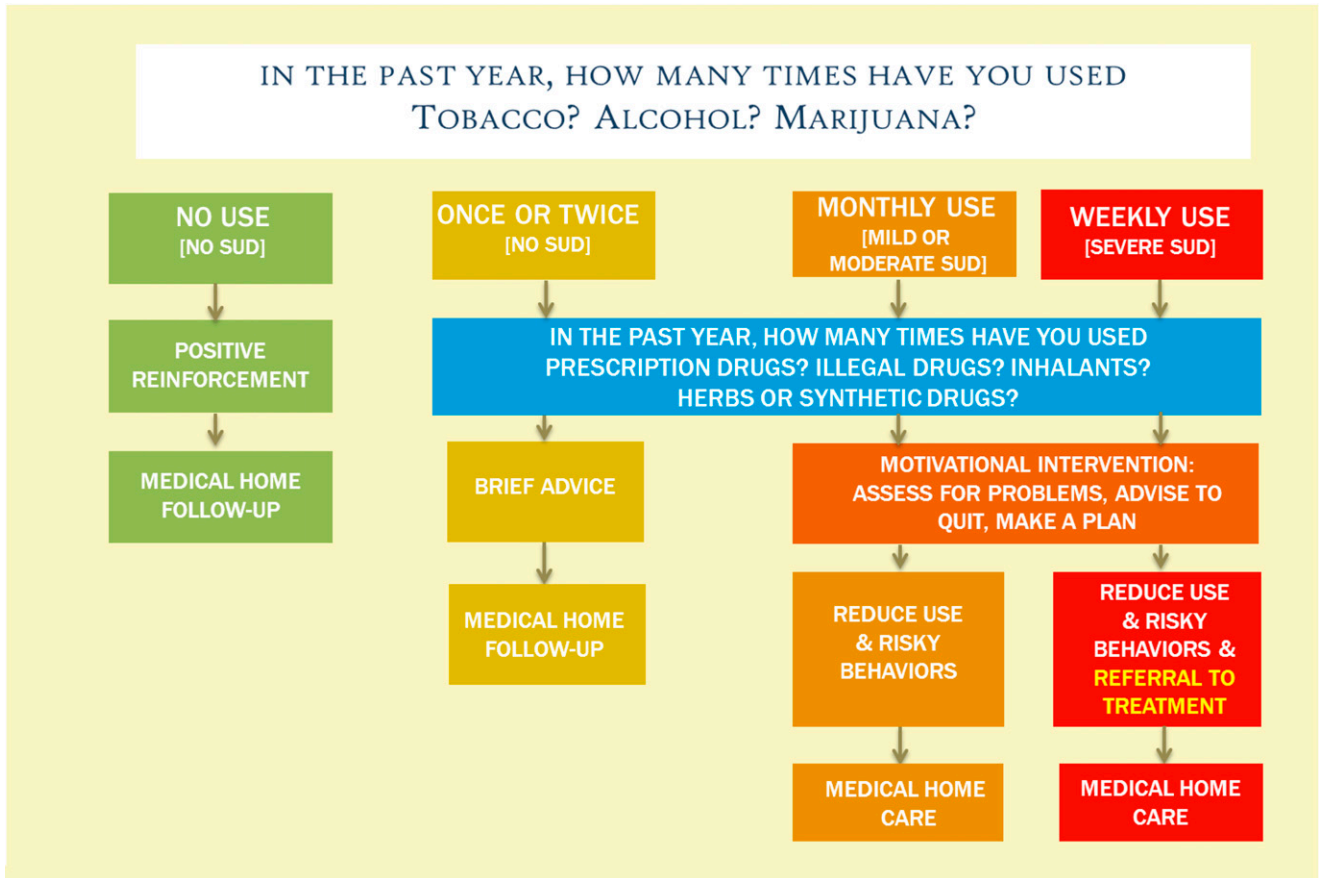 IN THE PAST YEAR, HOW MANY TIMES HAVE YOU USED
TOBACCO? ALCOHOL? MARIJUANA?
NO USE
[NO SUD]
POSITIVE
REINFORCEMENT
MEDICAL HOME
FOLLOW-UP
ONCE OR TWICE
[NO SUD]
MONTHLY USE
[MILD OR
MODERATE SUD]
WEEKLY USE
[SEVERE SUD]
IN THE PAST YEAR, HOW MANY TIMES HAVE YOU USED
PRESCRIPTION DRUGS? ILLEGAL DRUGS? INHALANTS?
HERBS OR SYNTHETIC DRUGS?
BRIEF ADVICE
MEDICAL HOME
FOLLOW-UP
MOTIVATIONAL INTERVENTION:
ASSESS FOR PROBLEMS, ADVISE TO
QUIT, MAKE A PLAN
REDUCE USE
& RISKY
BEHAVIORS
MEDICAL HOME
CARE
REDUCE USE
& RISKY
BEHAVIORS &
REFERRAL TO
TREATMENT
MEDICAL HOME
CARE